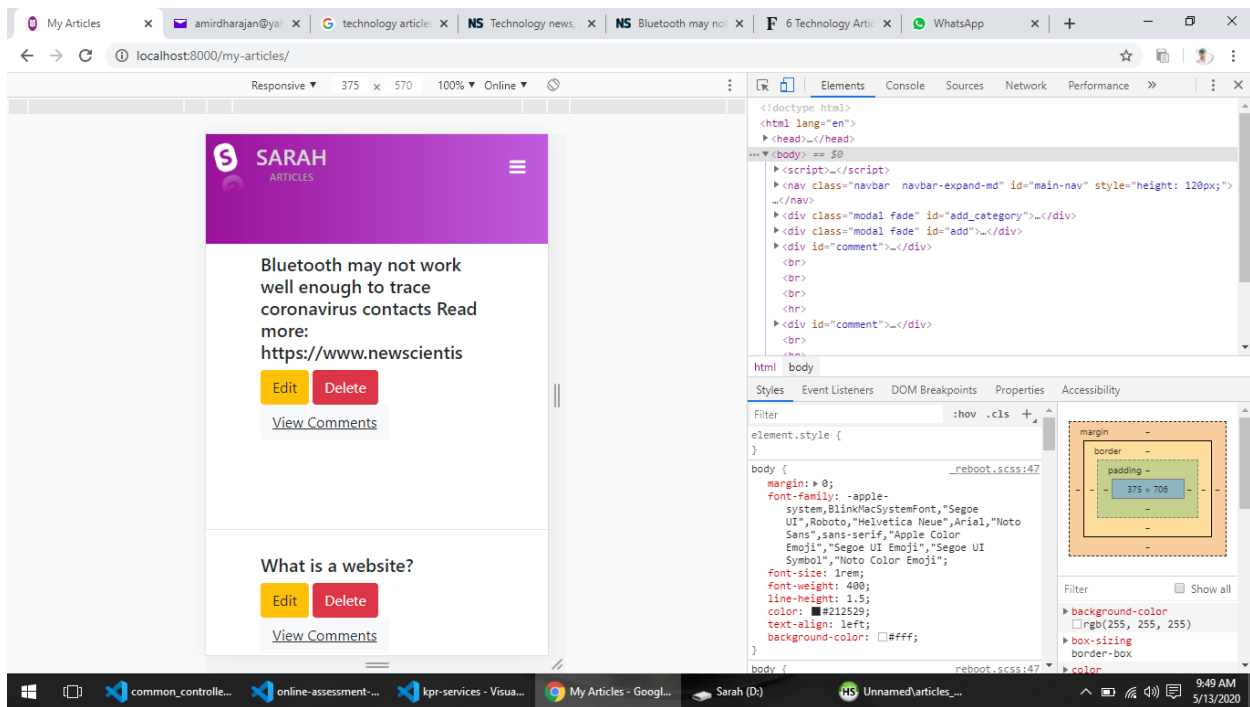 My Articles
amirdharajan@yah
technology article
NS Technology news,
NS Bluetooth may not
F 6 Technology Artic
WhatsApp
localhost:8000/my-articles/
Responsive ▼ 375 × 570 100% ▼ Online ▼
Elements Console Sources Network Performance »
SARAH
ARTICLES
Bluetooth may not work
well enough to trace
coronavirus contacts Read
more:
https://www.newscientis
Edit Delete
View Comments
What is a website?
Edit Delete
View Comments
<!doctype html>
<html lang="en">
▶<head>…</head>
••• ▼<body> == $0
▶<script>…</script>
▶<nav class="navbar  navbar-expand-md" id="main-nav" style="height: 120px;">
…</nav>
▶<div class="modal fade" id="add_category">…</div>
▶<div class="modal fade" id="add">…</div>
▶<div id="comment">…</div>
<br>
<br>
<br>
<hr>
▶<div id="comment">…</div>
<br>
<hr>
html body
Styles Event Listeners DOM Breakpoints Properties Accessibility
Filter :hov .cls +
element.style {
}
body { _reboot.scss:47
margin: ▶ 0;
font-family: -apple-
system,BlinkMacSystemFont,"Segoe
UI",Roboto,"Helvetica Neue",Arial,"Noto
Sans",sans-serif,"Apple Color
Emoji","Segoe UI Emoji","Segoe UI
Symbol","Noto Color Emoji";
font-size: 1rem;
font-weight: 400;
line-height: 1.5;
color: #212529;
text-align: left;
background-color: #fff;
}
body { reboot.scss:47
margin –
border –
padding –
– – – 375 × 706 – – –
–
–
–
Filter Show all
▶background-color
rgb(255, 255, 255)
▶box-sizing
border-box
▶color
common_controlle...
online-assessment-...
kpr-services - Visua...
My Articles - Googl...
Sarah (D:)
HS Unnamed\articles_...
9:49 AM
5/13/2020